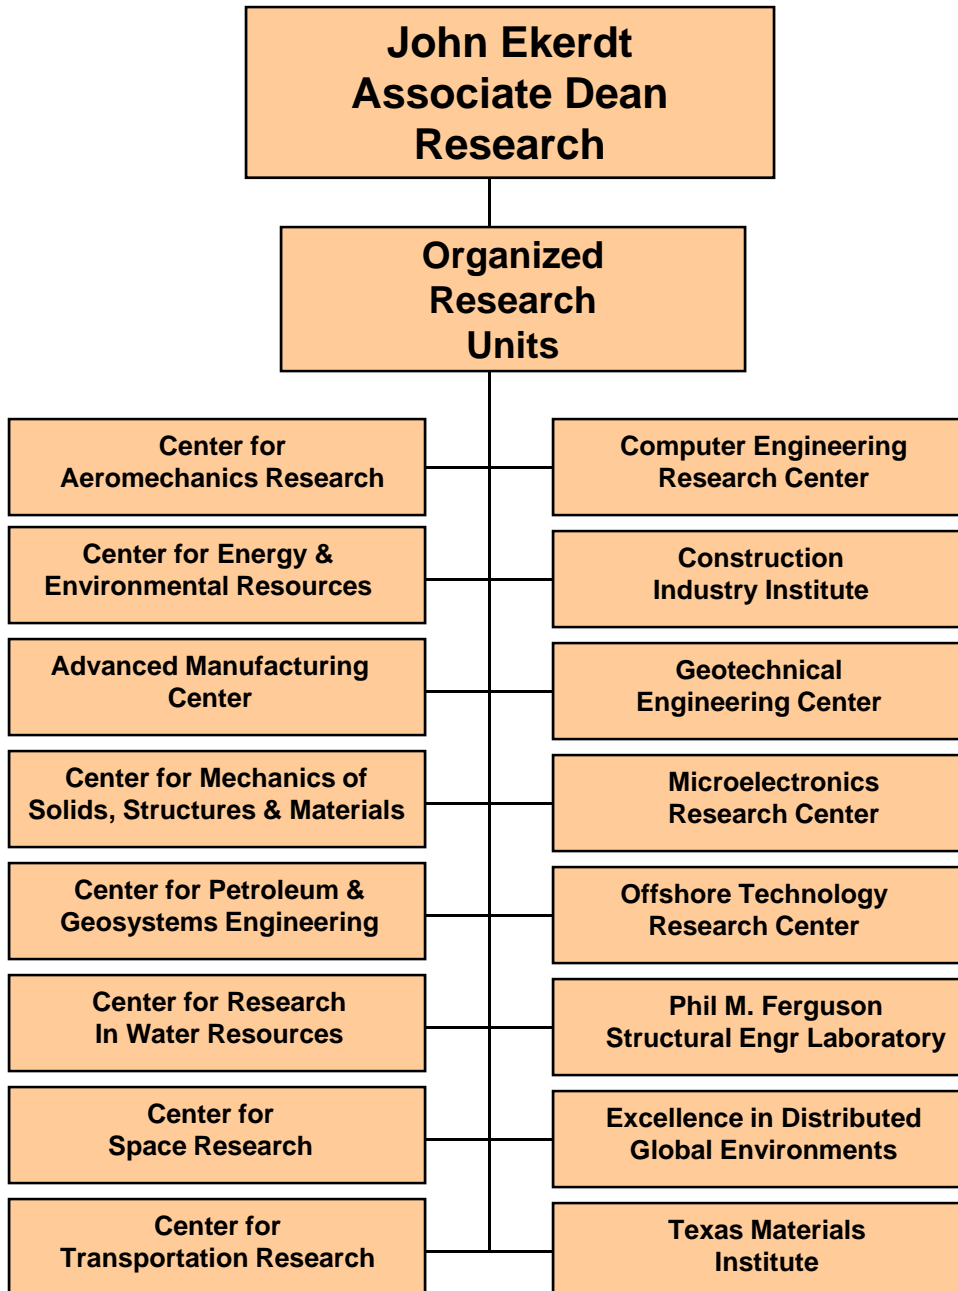 John Ekerdt
Associate Dean
Research
Organized
Research
Units
Center for
Aeromechanics Research
Computer Engineering
Research Center
Center for Energy &
Environmental Resources
Construction
Industry Institute
Advanced Manufacturing
Center
Geotechnical
Engineering Center
Center for Mechanics of
Solids, Structures & Materials
Microelectronics
Research Center
Center for Petroleum &
Geosystems Engineering
Offshore Technology
Research Center
Center for Research
In Water Resources
Phil M. Ferguson
Structural Engr Laboratory
Center for
Space Research
Excellence in Distributed
Global Environments
Center for
Transportation Research
Texas Materials
Institute